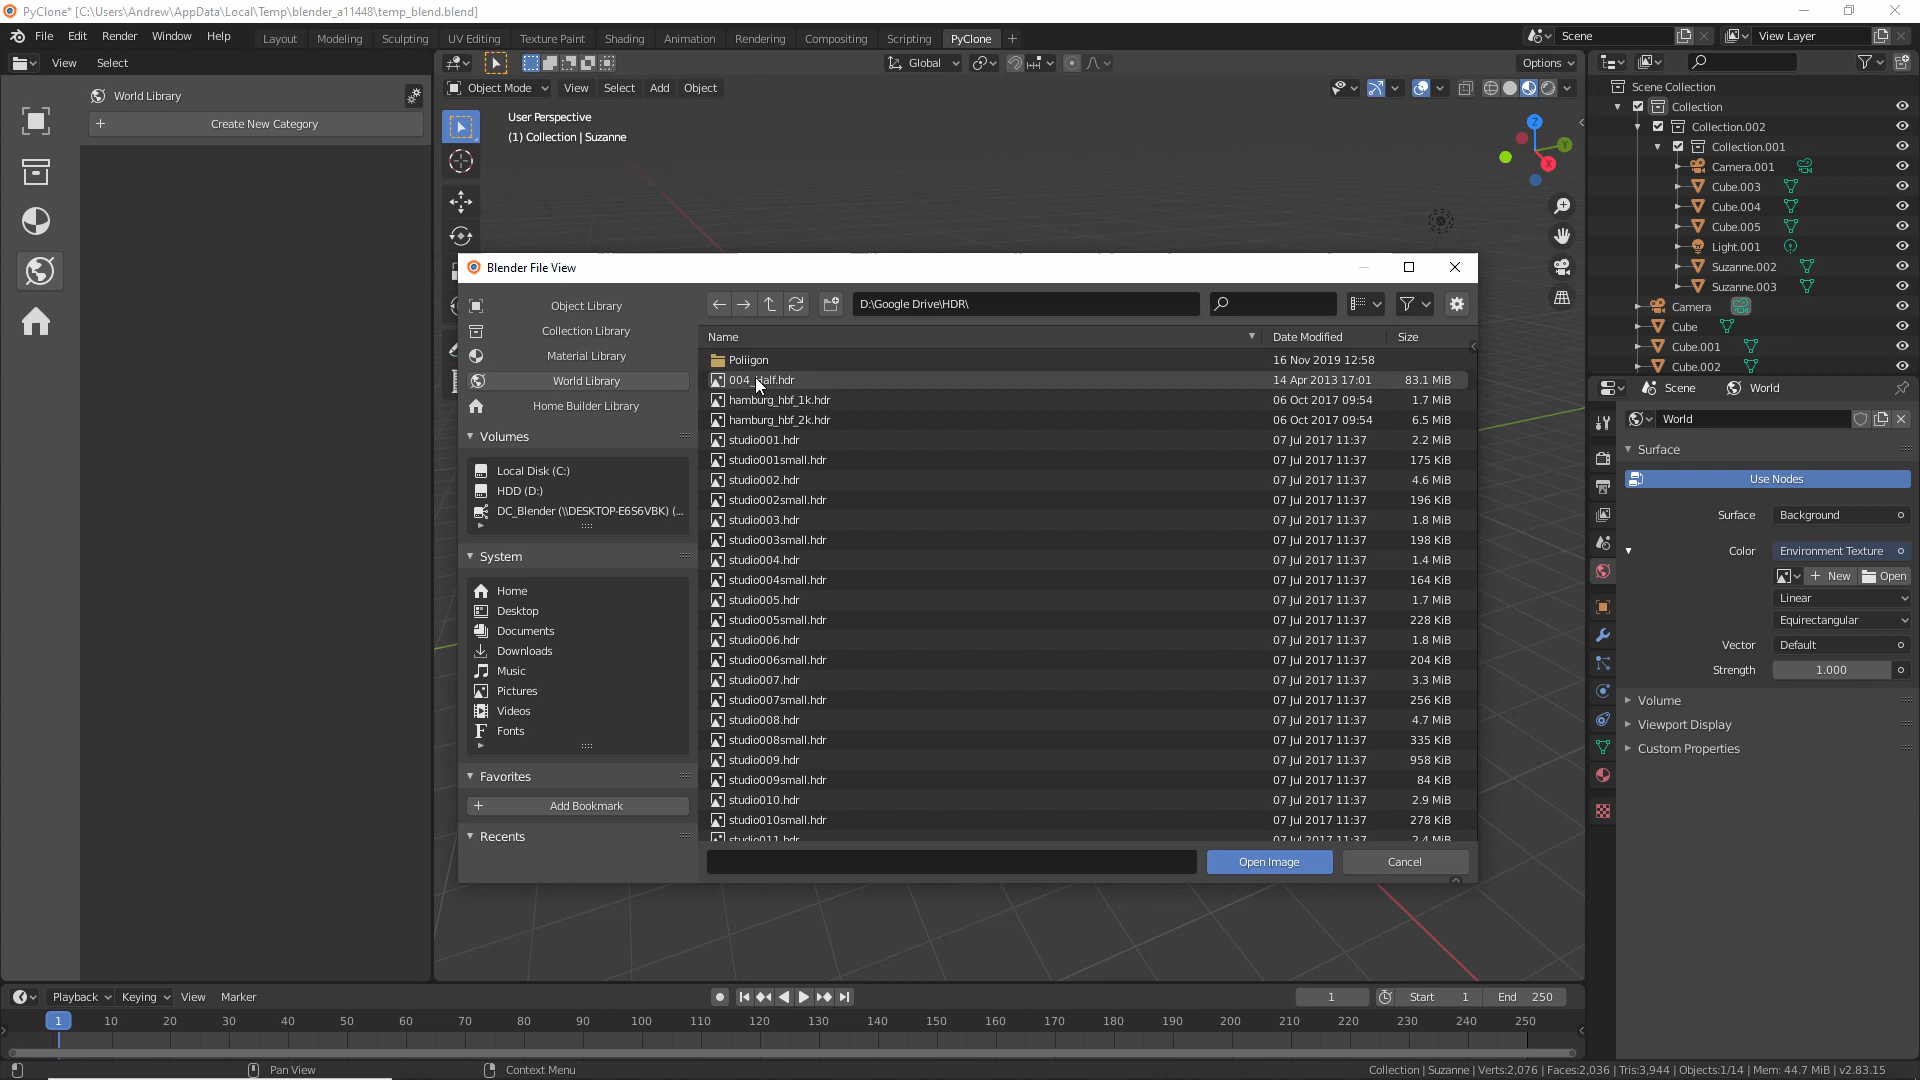 PyClone* [C:\Users\Andrew\AppData\Local\Temp\blender_a11448\temp_blend.blend]
File Edit Render Window Help Layout Modeling Sculpting UV Editing Texture Paint Shading Animation Rendering Compositing Scripting PyClone + Scene View Layer
View Select Global Options
Object Mode View Select Add Object
World Library
+ Create New Category
User Perspective
(1) Collection | Suzanne
Z Y X
Scene Collection
Collection
Collection.002
Collection.001
Camera.001
Cube.003
Cube.004
Cube.005
Light.001
Suzanne.002
Suzanne.003
Camera
Cube
Cube.001
Cube.002
Blender File View
Object Library
Collection Library
Material Library
World Library
Home Builder Library
Volumes
Local Disk (C:)
HDD (D:)
DC_Blender (\\DESKTOP-E6S6VBK) (...
System
Home
Desktop
Documents
Downloads
Music
Pictures
Videos
Fonts
Favorites
+ Add Bookmark
Recents
D:\Google Drive\HDR\
Name Date Modified Size
Poliigon 16 Nov 2019 12:58
004_Half.hdr 14 Apr 2013 17:01 83.1 MiB
hamburg_hbf_1k.hdr 06 Oct 2017 09:54 1.7 MiB
hamburg_hbf_2k.hdr 06 Oct 2017 09:54 6.5 MiB
studio001.hdr 07 Jul 2017 11:37 2.2 MiB
studio001small.hdr 07 Jul 2017 11:37 175 KiB
studio002.hdr 07 Jul 2017 11:37 4.6 MiB
studio002small.hdr 07 Jul 2017 11:37 196 KiB
studio003.hdr 07 Jul 2017 11:37 1.8 MiB
studio003small.hdr 07 Jul 2017 11:37 198 KiB
studio004.hdr 07 Jul 2017 11:37 1.4 MiB
studio004small.hdr 07 Jul 2017 11:37 164 KiB
studio005.hdr 07 Jul 2017 11:37 1.7 MiB
studio005small.hdr 07 Jul 2017 11:37 228 KiB
studio006.hdr 07 Jul 2017 11:37 1.8 MiB
studio006small.hdr 07 Jul 2017 11:37 204 KiB
studio007.hdr 07 Jul 2017 11:37 3.3 MiB
studio007small.hdr 07 Jul 2017 11:37 256 KiB
studio008.hdr 07 Jul 2017 11:37 4.7 MiB
studio008small.hdr 07 Jul 2017 11:37 335 KiB
studio009.hdr 07 Jul 2017 11:37 958 KiB
studio009small.hdr 07 Jul 2017 11:37 84 KiB
studio010.hdr 07 Jul 2017 11:37 2.9 MiB
studio010small.hdr 07 Jul 2017 11:37 278 KiB
studio011.hdr 07 Jul 2017 11:37 2.4 MiB
Open Image Cancel
Scene World
World
Surface
Use Nodes
Surface Background
Color Environment Texture
+ New Open
Linear
Equirectangular
Vector Default
Strength 1.000
Volume
Viewport Display
Custom Properties
Playback Keying View Marker 1 Start 1 End 250
1 10 20 30 40 50 60 70 80 90 100 110 120 130 140 150 160 170 180 190 200 210 220 230 240 250
Pan View Context Menu Collection | Suzanne | Verts:2,076 | Faces:2,036 | Tris:3,944 | Objects:1/14 | Mem: 44.7 MiB | v2.83.15